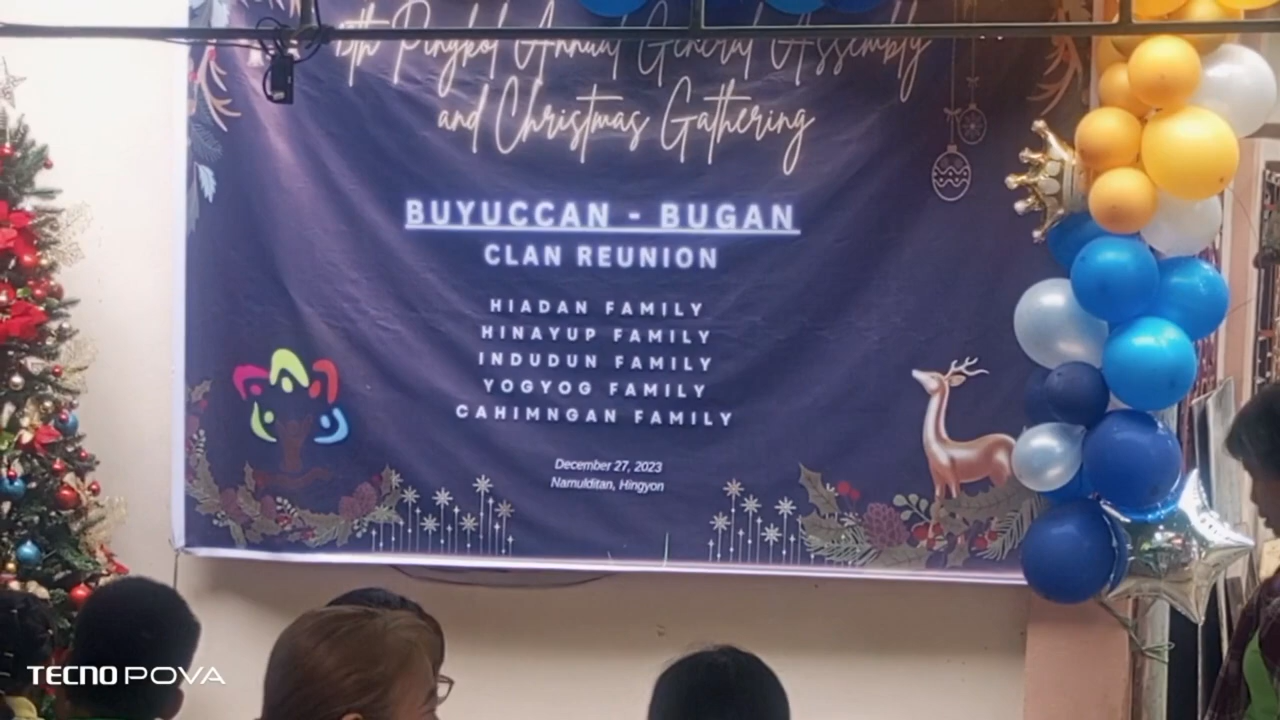 Pingkol Annual General Assembly
and Christmas Gathering
BUYUCCAN - BUGAN
CLAN REUNION
HIADAN FAMILY
HINAYUP FAMILY
INDUDUN FAMILY
YOGYOG FAMILY
CAHIMNGAN FAMILY
December 27, 2023
Namulditan, Hingyon
TECNO POVA